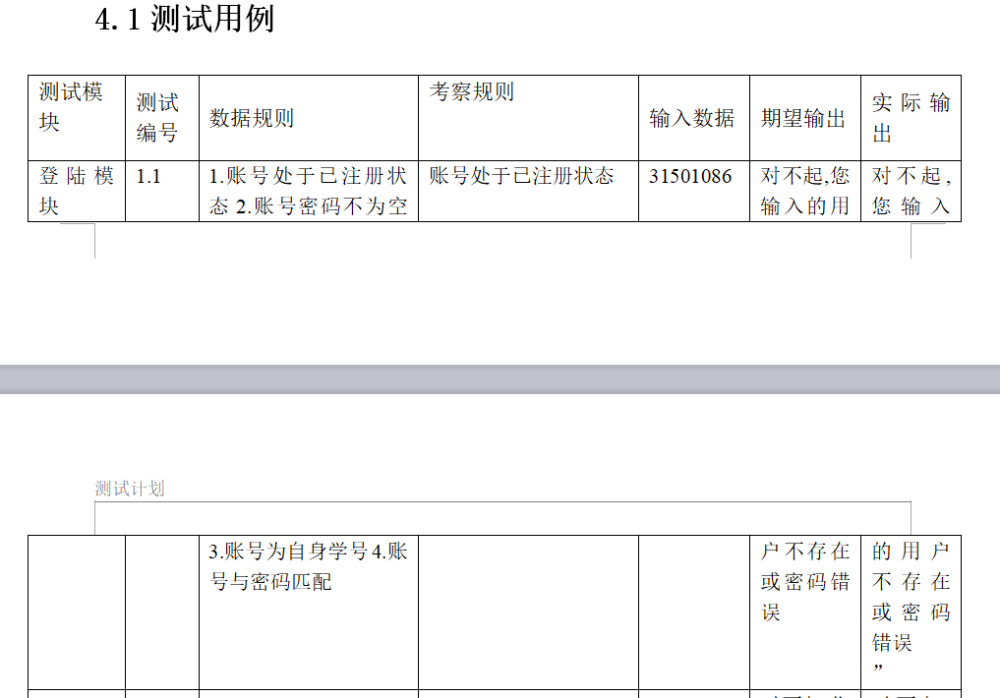 4.1 测试用例
测试模
块
测试
编号
数据规则
考察规则
输入数据
期望输出
实际输
出
登陆模
块
1.1
1.账号处于已注册状
态 2.账号密码不为空
账号处于已注册状态
31501086
对不起,您
输入的用
对不起,
您输入
测试计划
3.账号为自身学号 4.账
号与密码匹配
户不存在
或密码错
误
的用户
不存在
或密码
错误
”